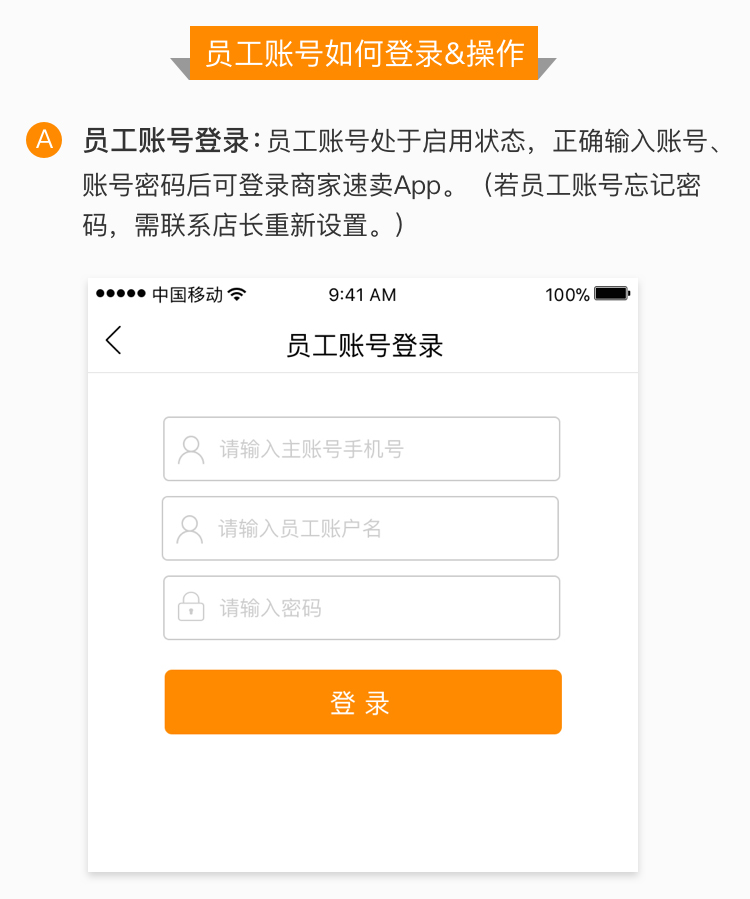 员工账号如何登录&操作
A 员工账号登录：员工账号处于启用状态，正确输入账号、
账号密码后可登录商家速卖App。（若员工账号忘记密
码，需联系店长重新设置。）
中国移动 9:41 AM 100%
员工账号登录
请输入主账号手机号
请输入员工账户名
请输入密码
登 录